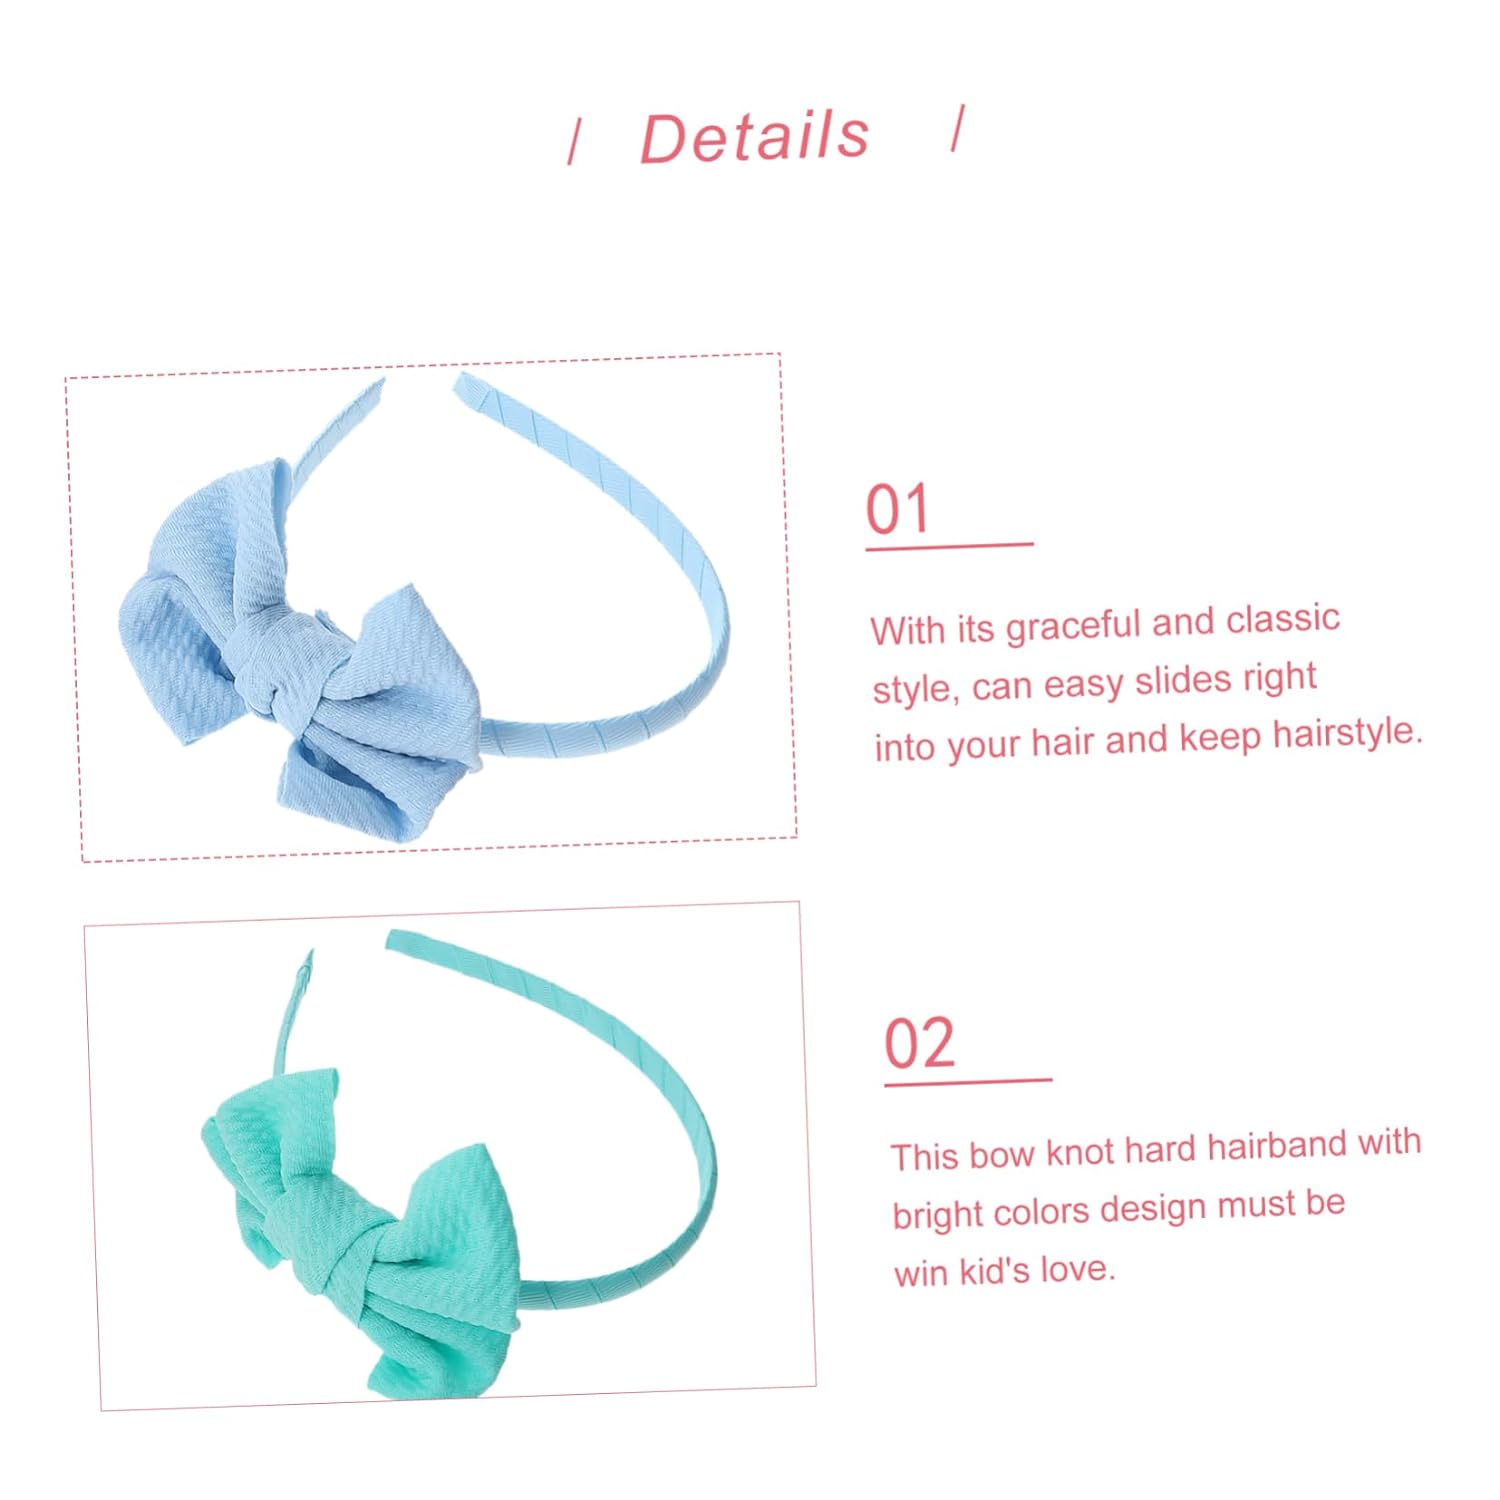 / Details /
01
With its graceful and classic
style, can easy slides right
into your hair and keep hairstyle.
02
This bow knot hard hairband with
bright colors design must be
win kid's love.